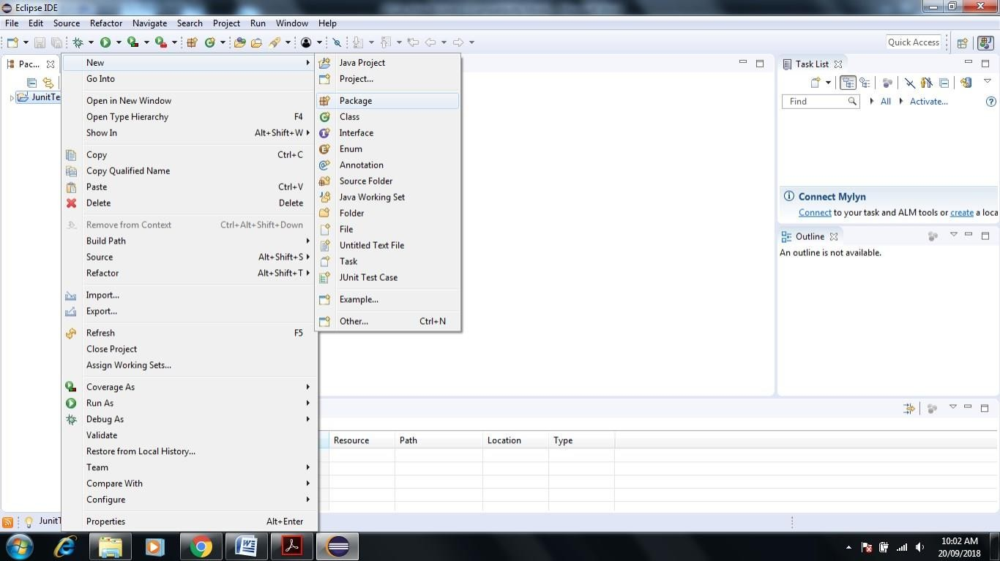 Eclipse IDE
File Edit Source Refactor Navigate Search Project Run Window Help
Quick Access
Pac...
JunitTe
New
Go Into
Open in New Window
Open Type Hierarchy F4
Show In Alt+Shift+W
Copy Ctrl+C
Copy Qualified Name
Paste Ctrl+V
Delete Delete
Remove from Context Ctrl+Alt+Shift+Down
Build Path
Source Alt+Shift+S
Refactor Alt+Shift+T
Import...
Export...
Refresh F5
Close Project
Assign Working Sets...
Coverage As
Run As
Debug As
Validate
Restore from Local History...
Team
Compare With
Configure
Properties Alt+Enter
Java Project
Project...
Package
Class
Interface
Enum
Annotation
Source Folder
Java Working Set
Folder
File
Untitled Text File
Task
JUnit Test Case
Example...
Other... Ctrl+N
Task List
Find All Activate...
Connect Mylyn
Connect to your task and ALM tools or create a loca
Outline
An outline is not available.
Resource Path Location Type
JunitT
10:02 AM
20/09/2018